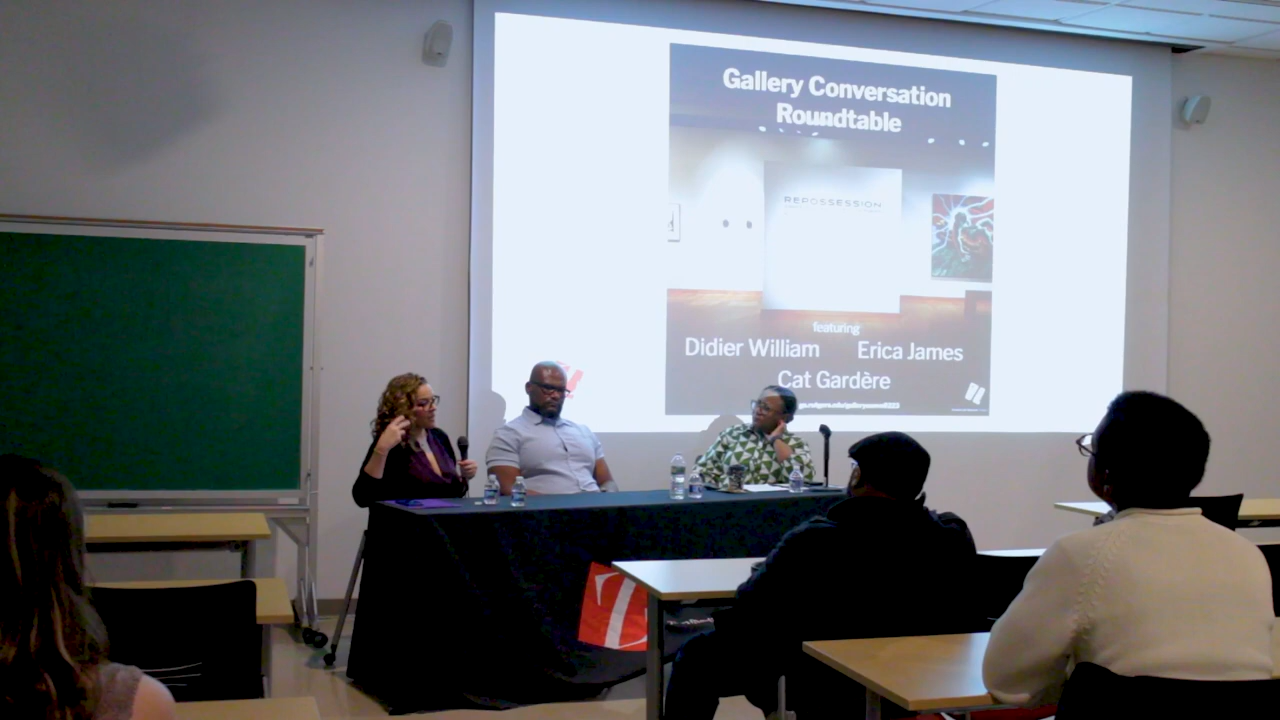 Gallery Conversation
Roundtable
REPOSSESSION
featuring
Didier William Erica James
Cat Gardère